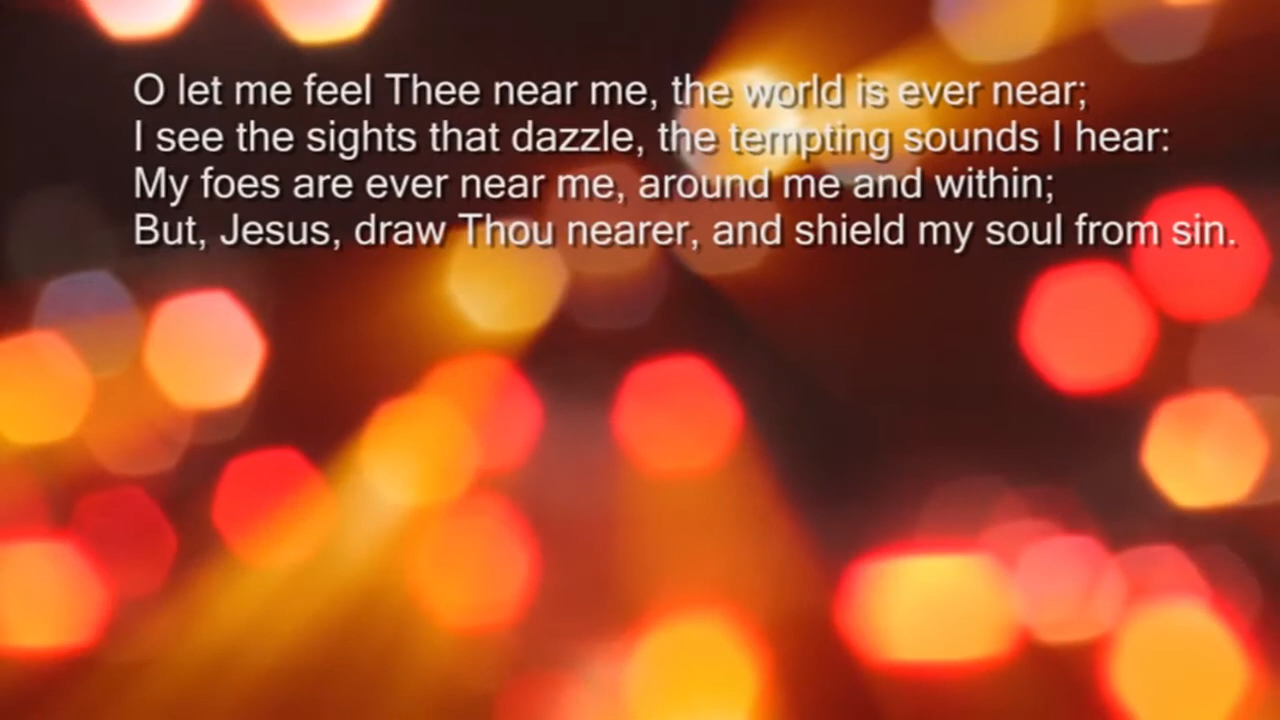 O let me feel Thee near me, the world is ever near;
I see the sights that dazzle, the tempting sounds I hear:
My foes are ever near me, around me and within;
But, Jesus, draw Thou nearer, and shield my soul from sin.